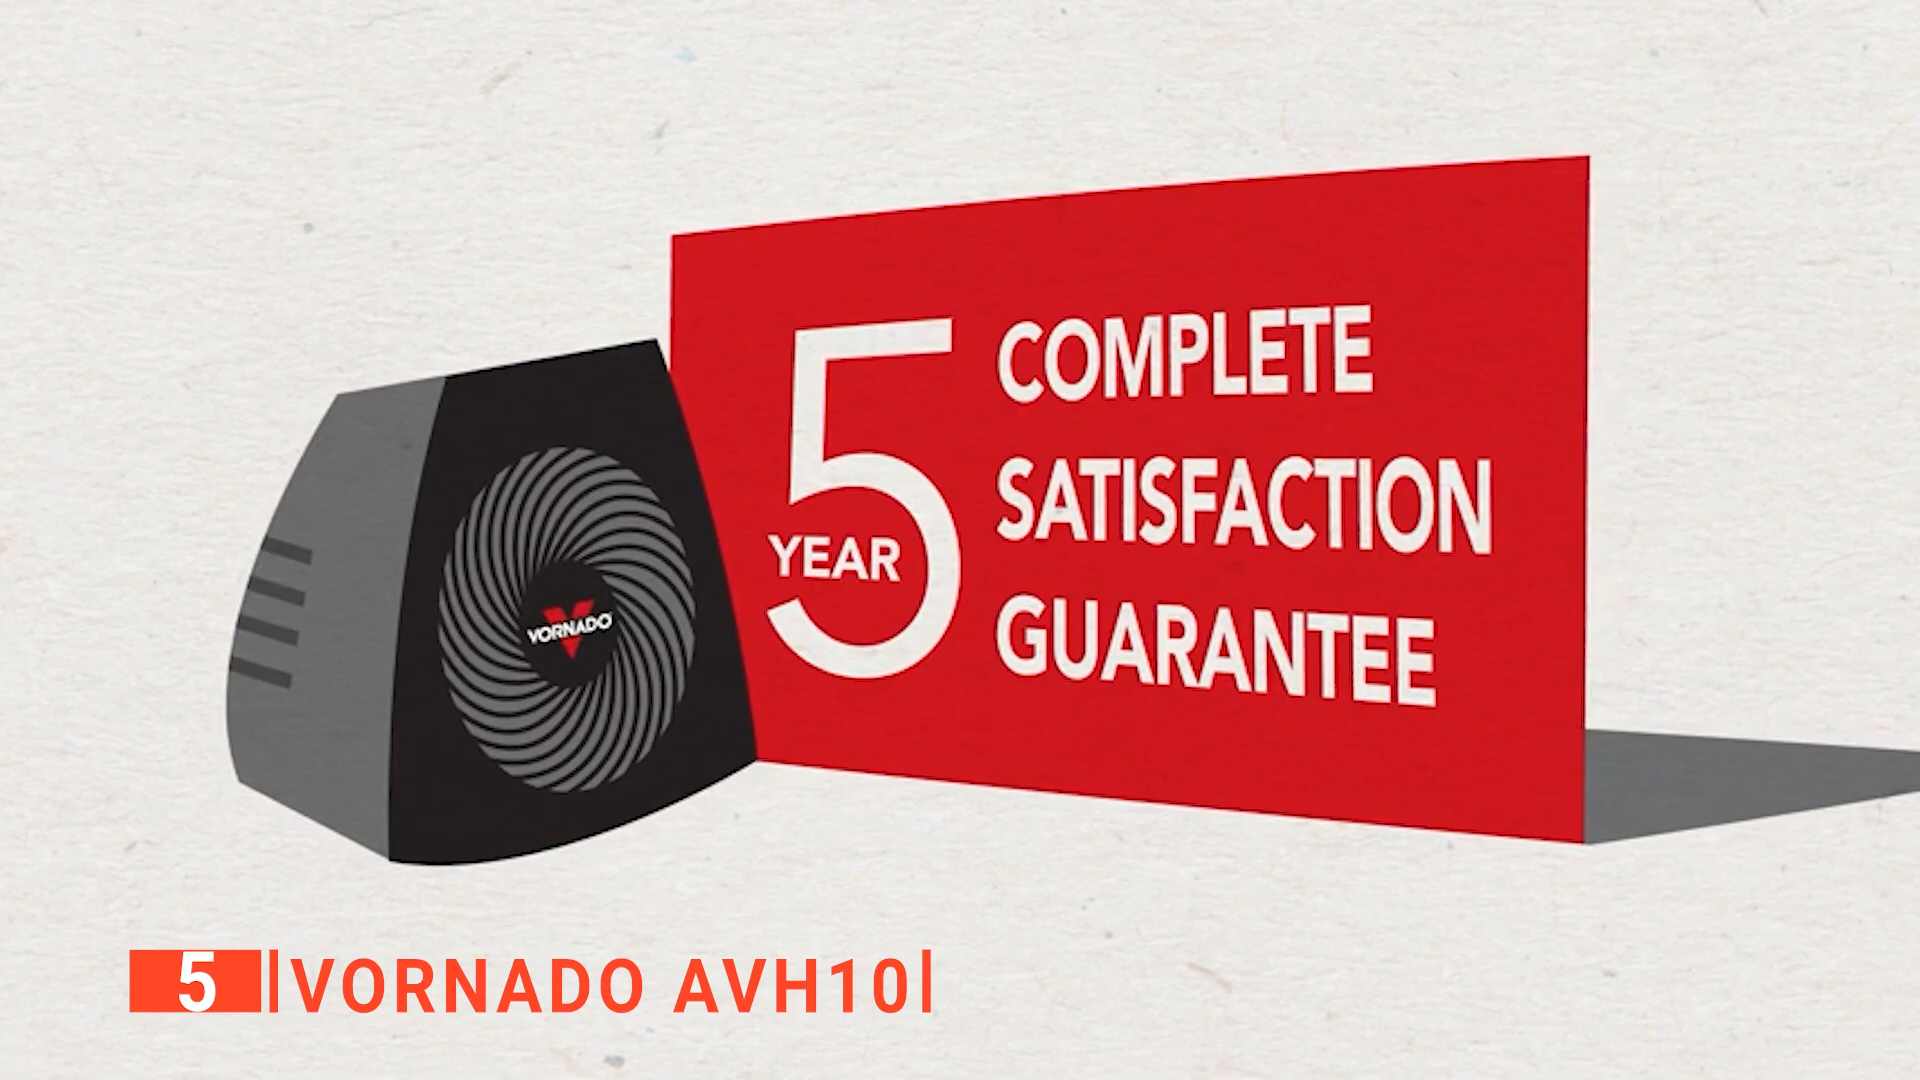 COMPLETE
SATISFACTION
GUARANTEE
5
YEAR
VORNADO
5 VORNADO AVH10